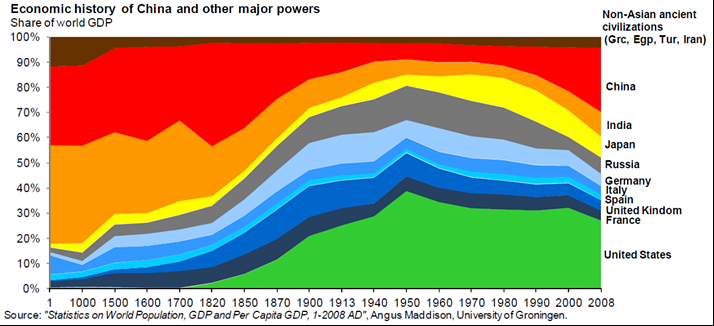 Economic history of China and other major powers
Share of world GDP
Non-Asian ancient
civilizations
(Grc, Egp, Tur, Iran)
100%
90%
80%
70%
60%
50%
40%
30%
20%
10%
0%
China
India
Japan
Russia
Germany
Italy
Spain
United Kindom
France
United States
1 1000 1500 1600 1700 1820 1850 1870 1900 1913 1940 1950 1960 1970 1980 1990 2000 2008
Source: "Statistics on World Population, GDP and Per Capita GDP, 1-2008 AD", Angus Maddison, University of Groningen.